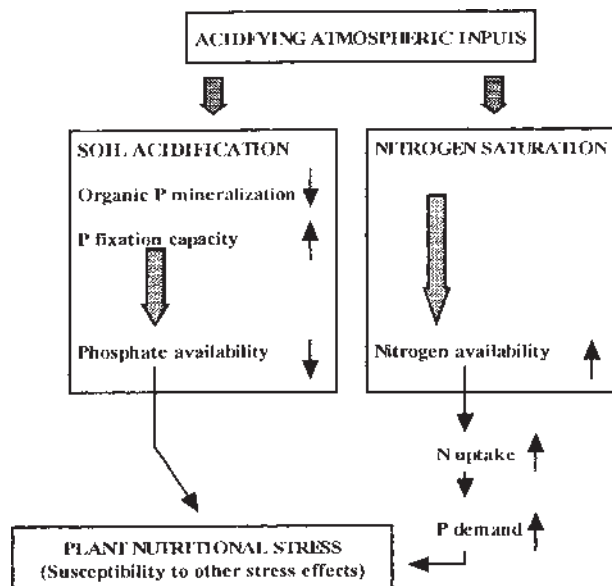 ACIDFYING ATMOSPHERIC INPUTS
SOIL ACIDIFICATION
Organic P mineralization
P fixation capacity
Phosphate availability
NITROGEN SATURATION
Nitrogen availability
N uptake
P demand
PLANT NUTRITIONAL STRESS
(Susceptibility to other stress effects)